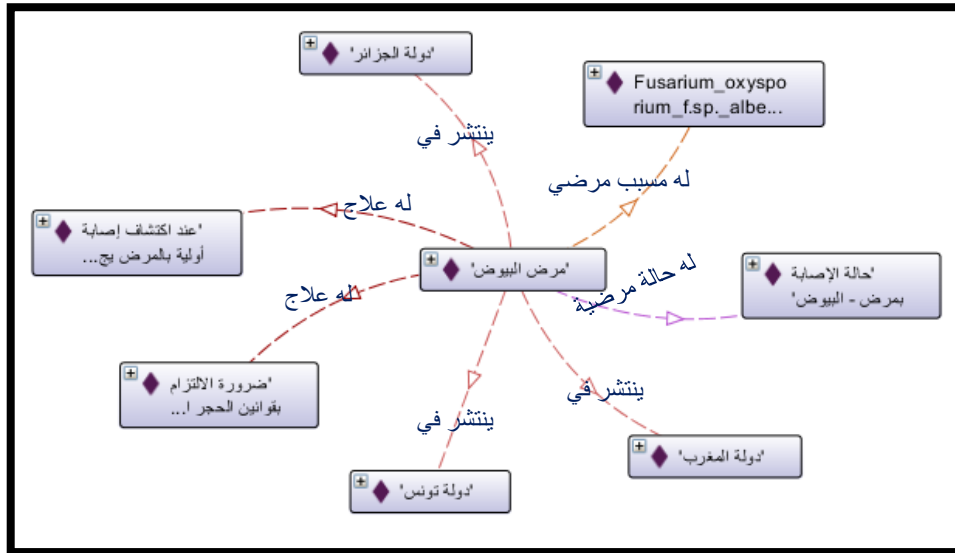 'دولة الجزائر'
Fusarium_oxyspo
rium_f.sp._albe...
ينتشر في
له مسبب مرضي
له علاج
'عند اكتشاف إصابة
أولية بالمرض يج...
'مرض البيوض'
له حالة مرضية
'حالة الإصابة
بمرض - البيوض'
له علاج
'ضرورة الالتزام
بقوانين الحجر ا...
ينتشر في
ينتشر في
'دولة المغرب'
'دولة تونس'